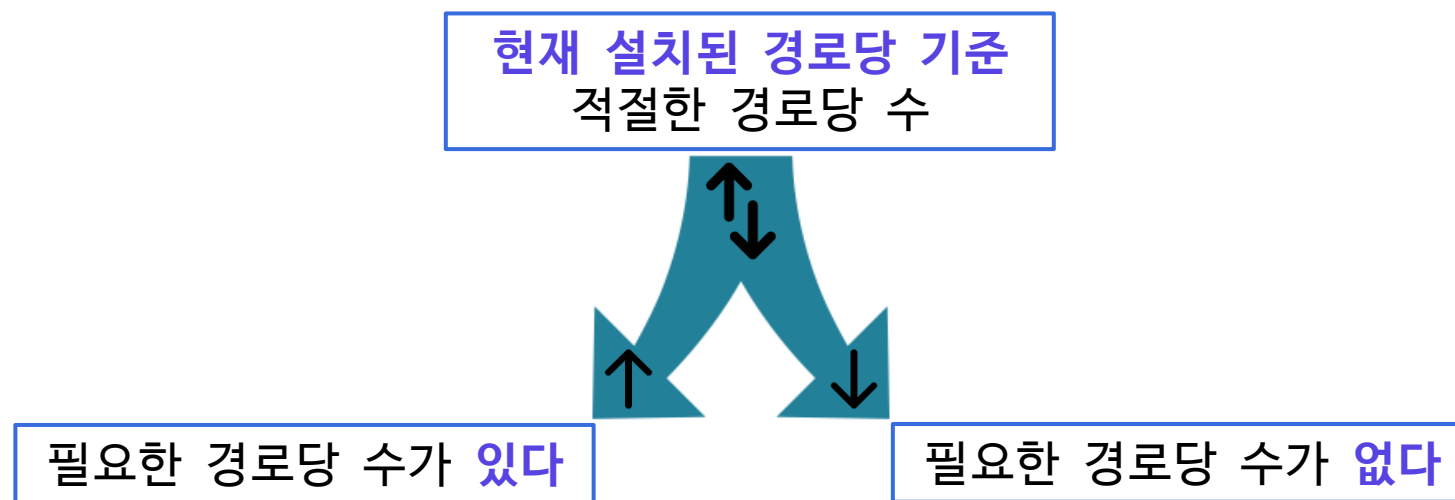 현재 설치된 경로당 기준
적절한 경로당 수
필요한 경로당 수가 있다
필요한 경로당 수가 없다